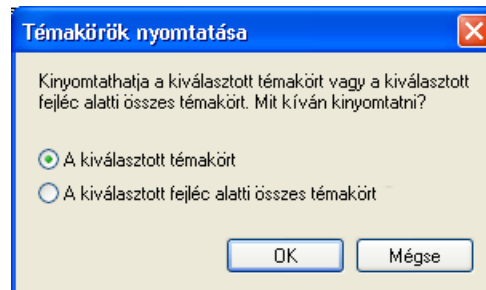 Témakörök nyomtatása
Kinyomtathatja a kiválasztott témakört vagy a kiválasztott
fejléc alatti összes témakört. Mit kíván kinyomtatni?
A kiválasztott témakört
A kiválasztott fejléc alatti összes témakört
OK Mégse